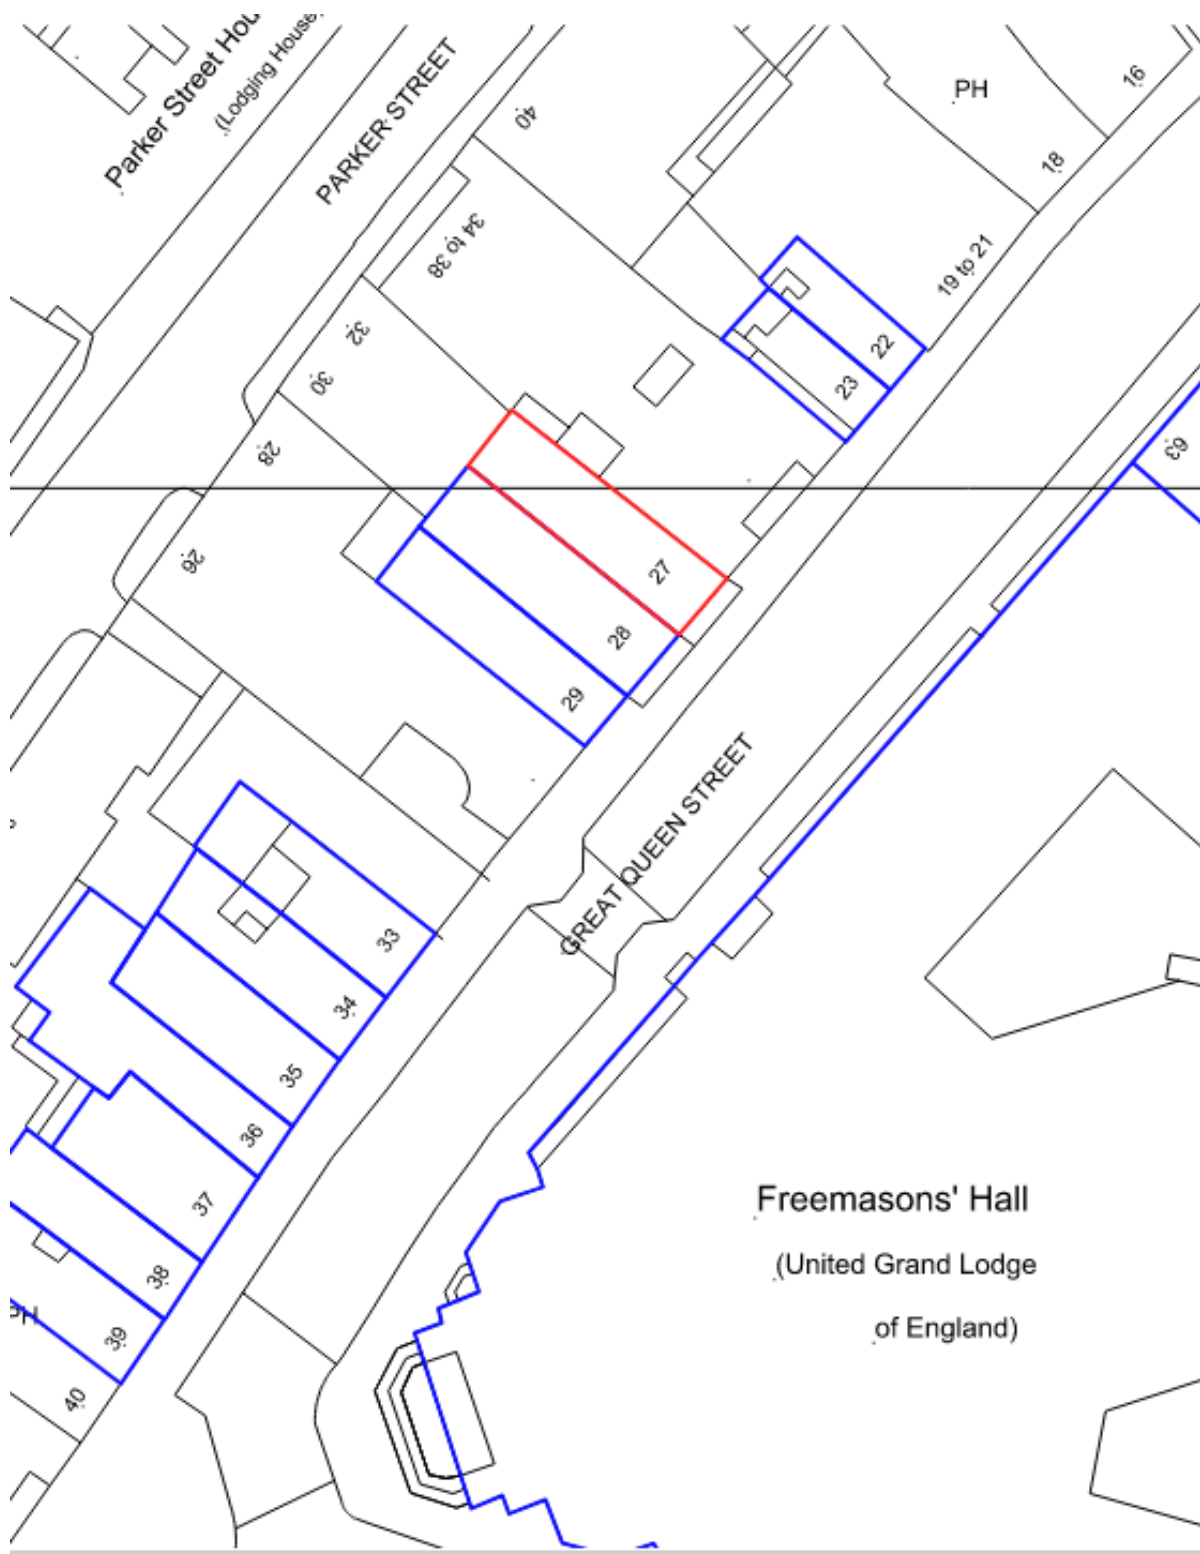 Parker Street Hou
(Lodging House)
PARKER STREET
40
PH
16
18
34 to 38
19 to 21
32
22
30
23
28
63
26
27
28
29
GREAT QUEEN STREET
33
34
35
36
37
Freemasons' Hall
(United Grand Lodge
of England)
38
PH
39
40